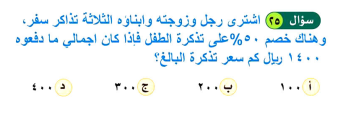 سؤال ٢٥ اشترى رجل وزوجته وابناؤه الثلاثة تذاكر سفر،
وهناك خصم ٥٠% على تذكرة الطفل فإذا كان اجمالي ما دفعوه
١٤٠٠ ريال كم سعر تذكرة البالغ؟
أ ١٠٠ ب ٢٠٠ ج ٣٠٠ د ٤٠٠